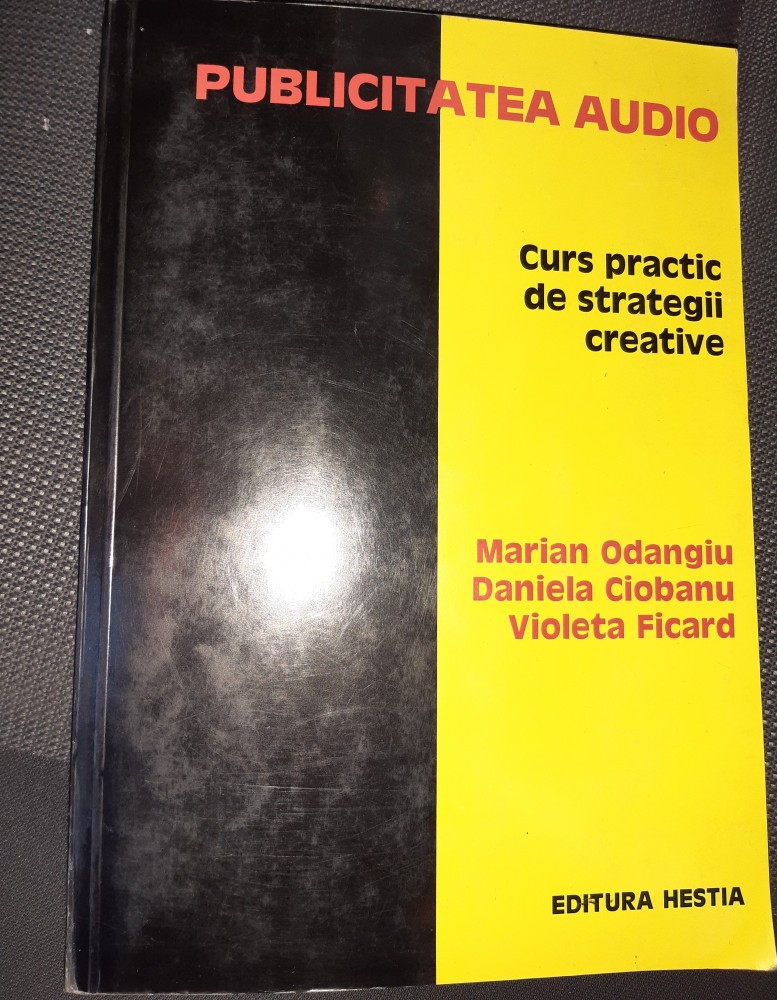 PUBLICITATEA AUDIO
Curs practic
de strategii
creative
Marian Odangiu
Daniela Ciobanu
Violeta Ficard
EDITURA HESTIA